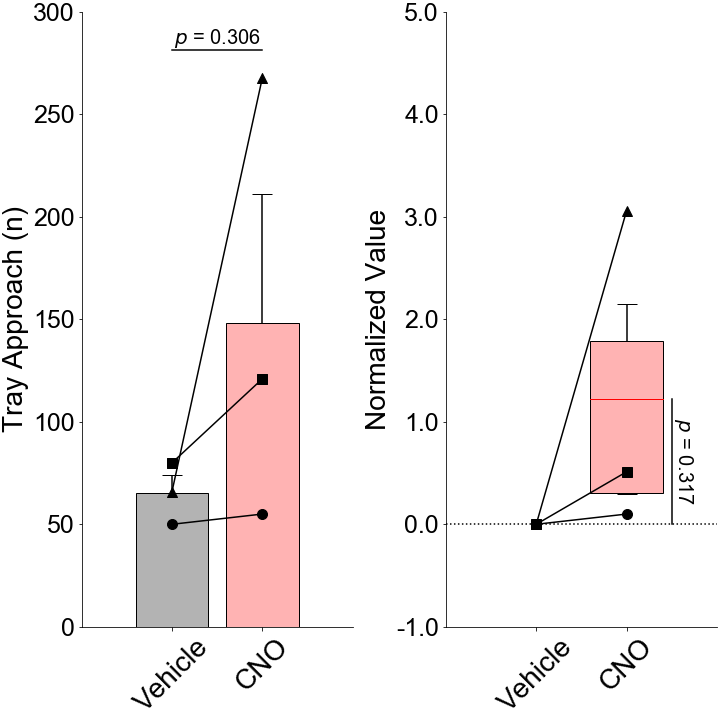 Tray Approach (n)
300
250
200
150
100
50
0
p = 0.306
Vehicle
CNO
Normalized Value
5.0
4.0
3.0
2.0
1.0
0.0
-1.0
p = 0.317
Vehicle
CNO